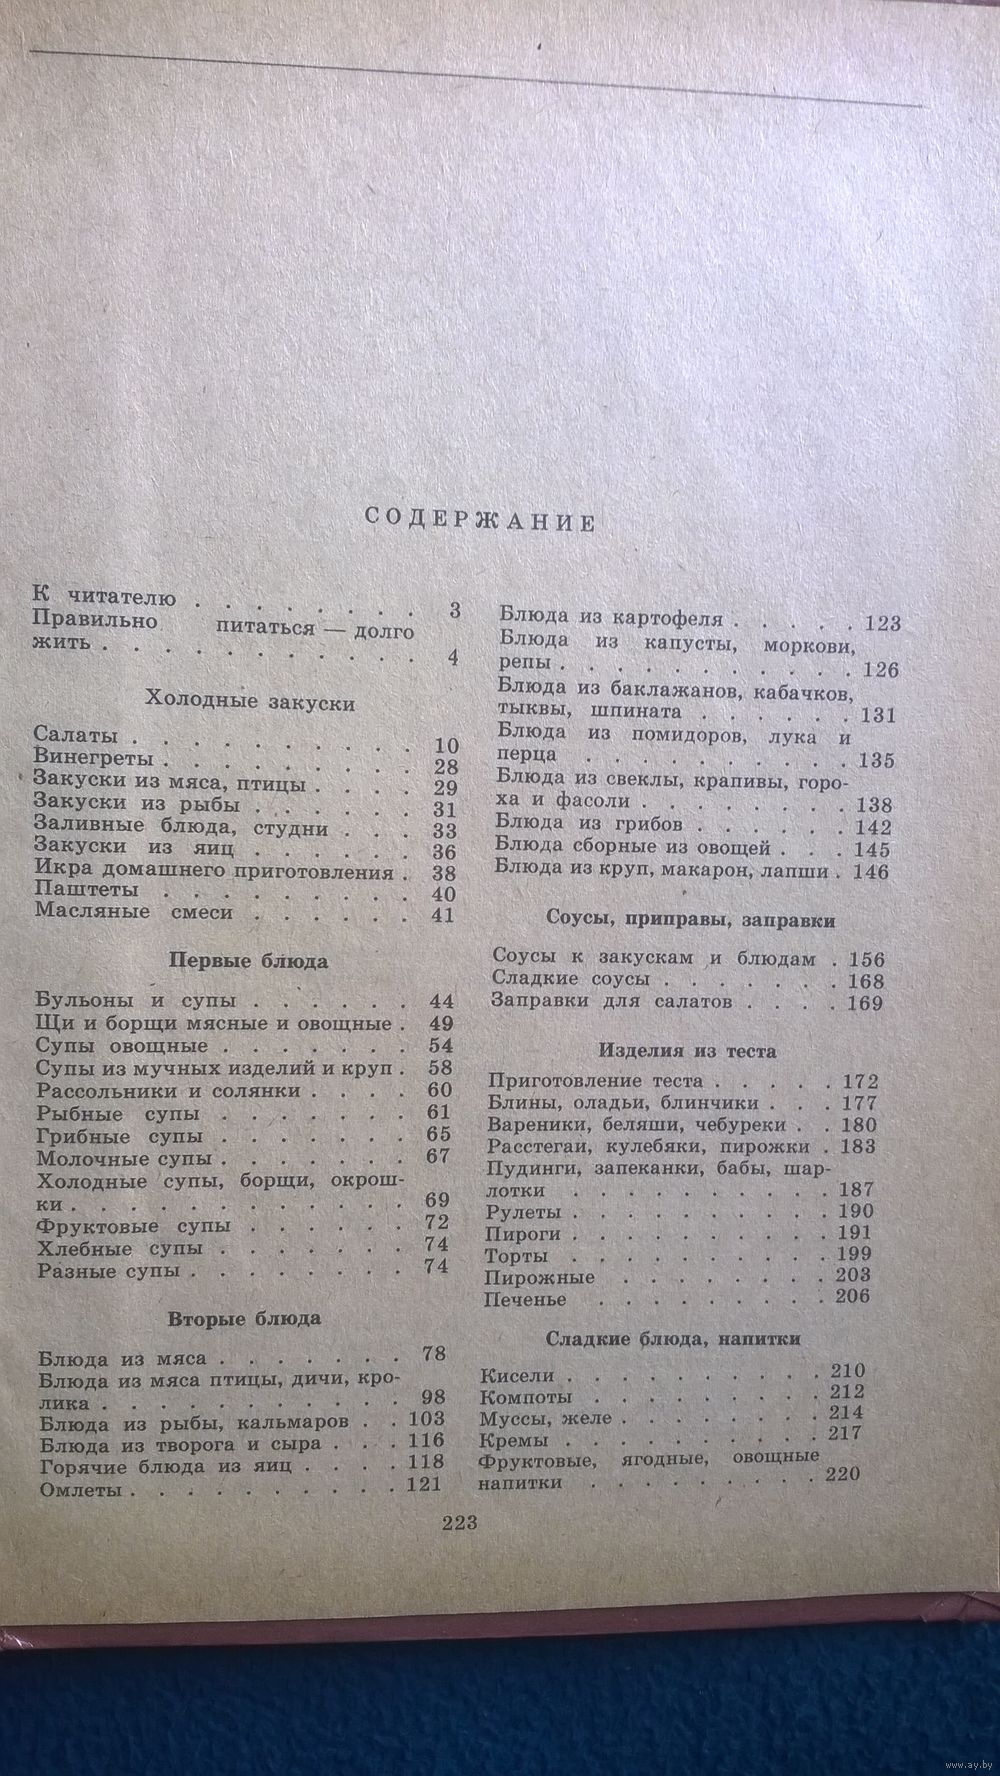 СОДЕРЖАНИЕ
К читателю . . . . . . . . 3
Правильно питаться — долго
жить . . . . . . . . . . . 4
Холодные закуски
Салаты . . . . . . . . . . 10
Винегреты . . . . . . . . . 28
Закуски из мяса, птицы . . . . 29
Закуски из рыбы . . . . . . 31
Заливные блюда, студни . . . 33
Закуски из яиц . . . . . . 36
Икра домашнего приготовления . 38
Паштеты . . . . . . . . . 40
Масляные смеси . . . . . . 41
Первые блюда
Бульоны и супы . . . . . . 44
Щи и борщи мясные и овощные . 49
Супы овощные . . . . . . . 54
Супы из мучных изделий и круп . 58
Рассольники и солянки . . . . 60
Рыбные супы . . . . . . . 61
Грибные супы . . . . . . . 65
Молочные супы . . . . . . . 67
Холодные супы, борщи, окрош-
ки . . . . . . . . . . . . 69
Фруктовые супы . . . . . . 72
Хлебные супы . . . . . . . 74
Разные супы . . . . . . . . 74
Вторые блюда
Блюда из мяса . . . . . . . 78
Блюда из мяса птицы, дичи, кро-
лика . . . . . . . . . . . 98
Блюда из рыбы, кальмаров . . 103
Блюда из творога и сыра . . . 116
Горячие блюда из яиц . . . . 118
Омлеты . . . . . . . . . . 121
Блюда из картофеля . . . . . 123
Блюда из капусты, моркови,
репы . . . . . . . . . . . 126
Блюда из баклажанов, кабачков,
тыквы, шпината . . . . . . 131
Блюда из помидоров, лука и
перца . . . . . . . . . . 135
Блюда из свеклы, крапивы, горо-
ха и фасоли . . . . . . . . 138
Блюда из грибов . . . . . . 142
Блюда сборные из овощей . . . 145
Блюда из круп, макарон, лапши . 146
Соусы, приправы, заправки
Соусы к закускам и блюдам . 156
Сладкие соусы . . . . . . . 168
Заправки для салатов . . . . 169
Изделия из теста
Приготовление теста . . . . . 172
Блины, оладьи, блинчики . . . 177
Вареники, беляши, чебуреки . . 180
Расстегаи, кулебяки, пирожки . 183
Пудинги, запеканки, бабы, шар-
лотки . . . . . . . . . . 187
Рулеты . . . . . . . . . . 190
Пироги . . . . . . . . . . 191
Торты . . . . . . . . . . 199
Пирожные . . . . . . . . 203
Печенье . . . . . . . . . 206
Сладкие блюда, напитки
Кисели . . . . . . . . . . 210
Компоты . . . . . . . . . 212
Муссы, желе . . . . . . . . 214
Кремы . . . . . . . . . . 217
Фруктовые, ягодные, овощные
напитки . . . . . . . . . 220
223
www.ay.by